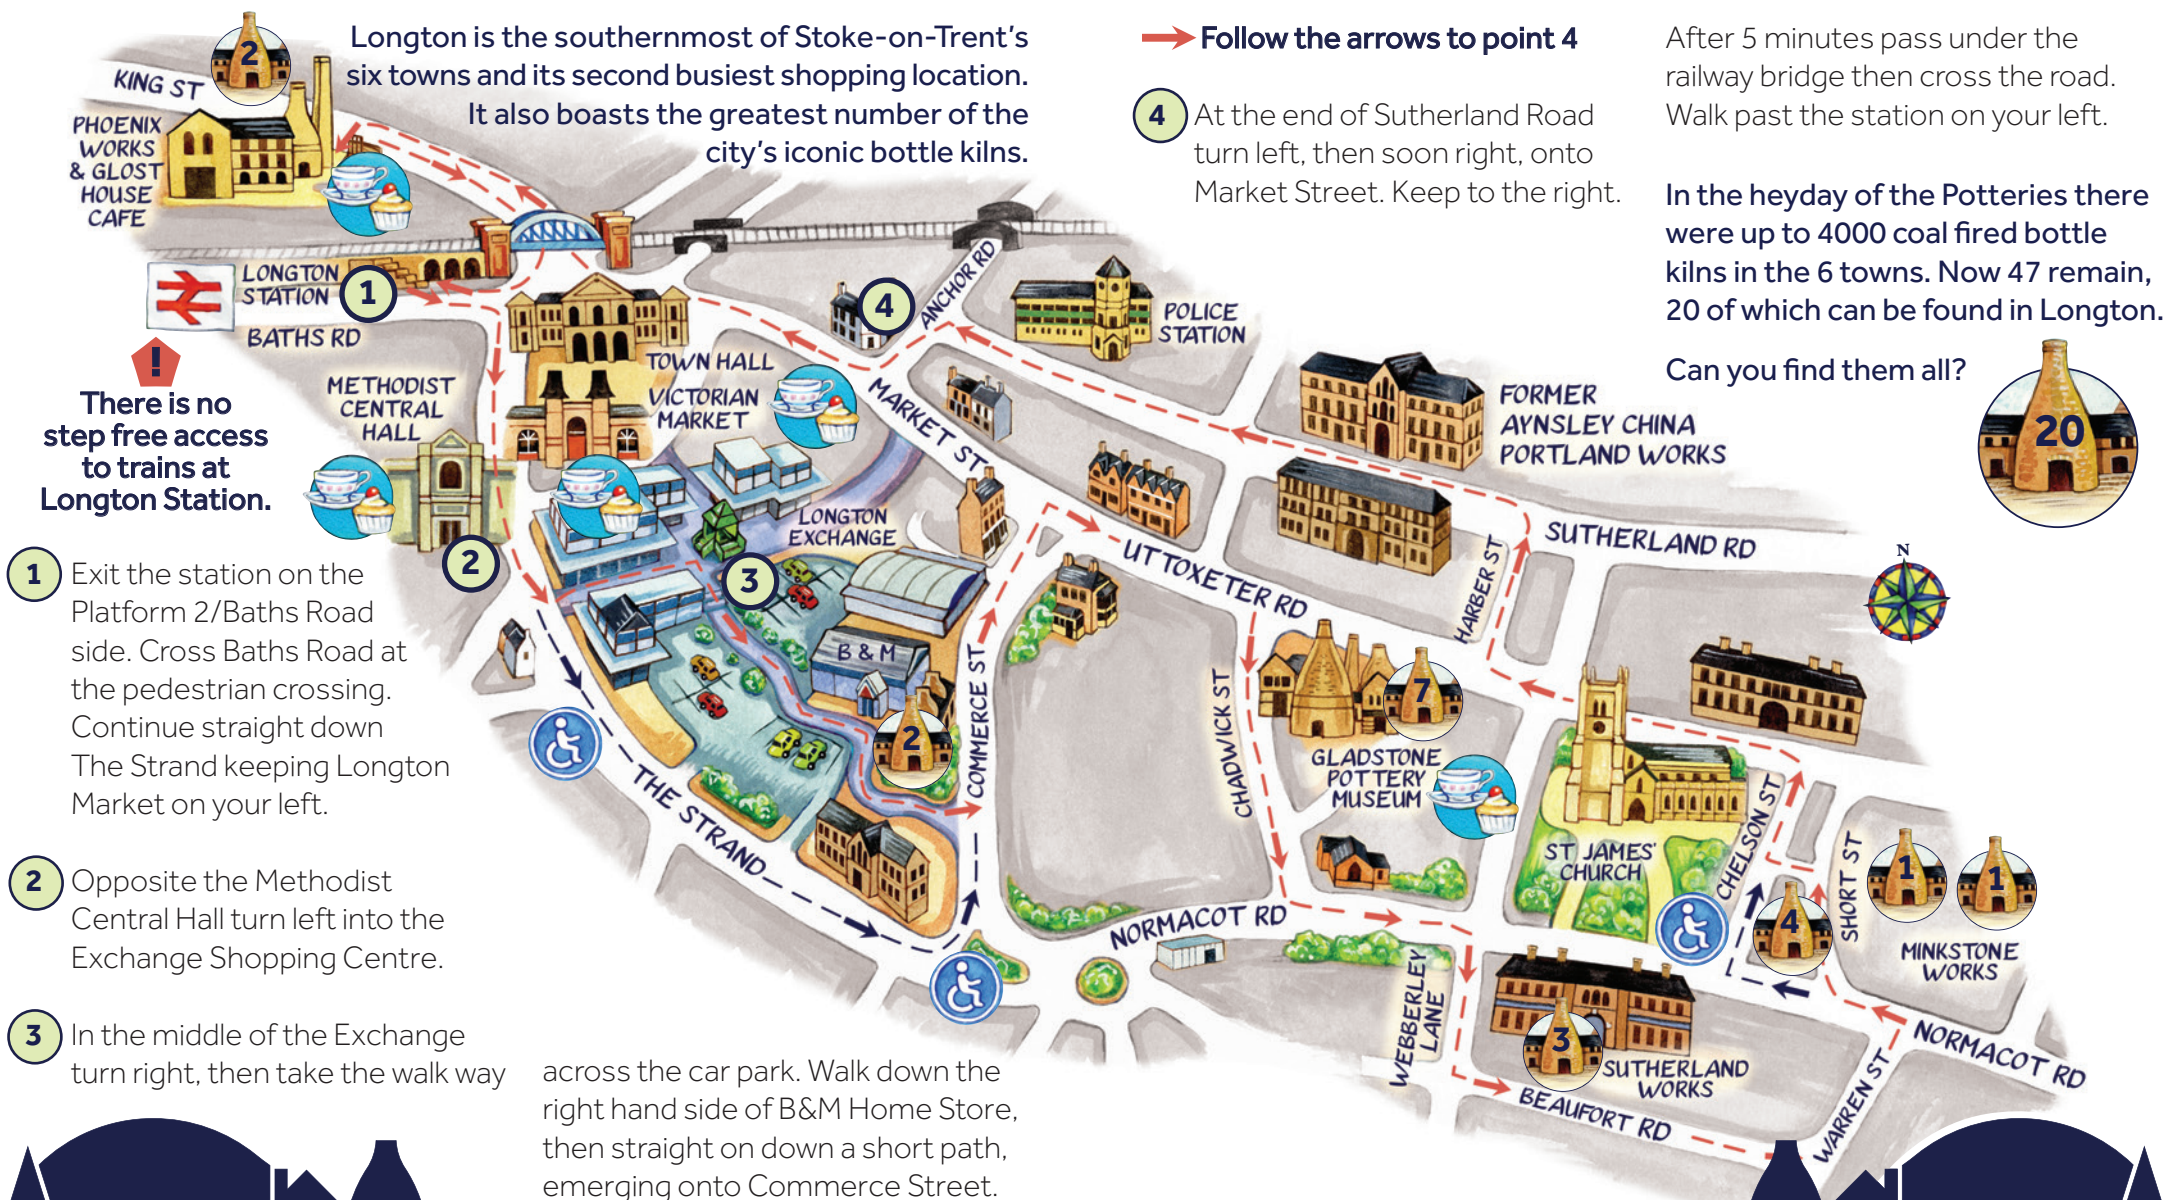 Longton is the southernmost of Stoke-on-Trent's
six towns and its second busiest shopping location.
It also boasts the greatest number of the
city's iconic bottle kilns.
Follow the arrows to point 4
4 At the end of Sutherland Road
turn left, then soon right, onto
Market Street. Keep to the right.
After 5 minutes pass under the
railway bridge then cross the road.
Walk past the station on your left.
In the heyday of the Potteries there
were up to 4000 coal fired bottle
kilns in the 6 towns. Now 47 remain,
20 of which can be found in Longton.
Can you find them all?
20
2
KING ST
PHOENIX
WORKS
& GLOST
HOUSE
CAFE
LONGTON
STATION
1
BATHS RD
!
There is no
step free access
to trains at
Longton Station.
METHODIST
CENTRAL
HALL
TOWN HALL
VICTORIAN
MARKET
4
ANCHOR RD
POLICE
STATION
MARKET ST
FORMER
AYNSLEY CHINA
PORTLAND WORKS
LONGTON
EXCHANGE
2
3
B & M
2
UTTOXETER RD
SUTHERLAND RD
HARBER ST
N
COMMERCE ST
CHADWICK ST
7
GLADSTONE
POTTERY
MUSEUM
THE STRAND
ST JAMES'
CHURCH
CHELSON ST
SHORT ST
1
1
4
MINKSTONE
WORKS
NORMACOT RD
WEBBERLEY
LANE
3
SUTHERLAND
WORKS
BEAUFORT RD
WARREN ST
NORMACOT RD
1 Exit the station on the
Platform 2/Baths Road
side. Cross Baths Road at
the pedestrian crossing.
Continue straight down
The Strand keeping Longton
Market on your left.
2 Opposite the Methodist
Central Hall turn left into the
Exchange Shopping Centre.
3 In the middle of the Exchange
turn right, then take the walk way
across the car park. Walk down the
right hand side of B&M Home Store,
then straight on down a short path,
emerging onto Commerce Street.